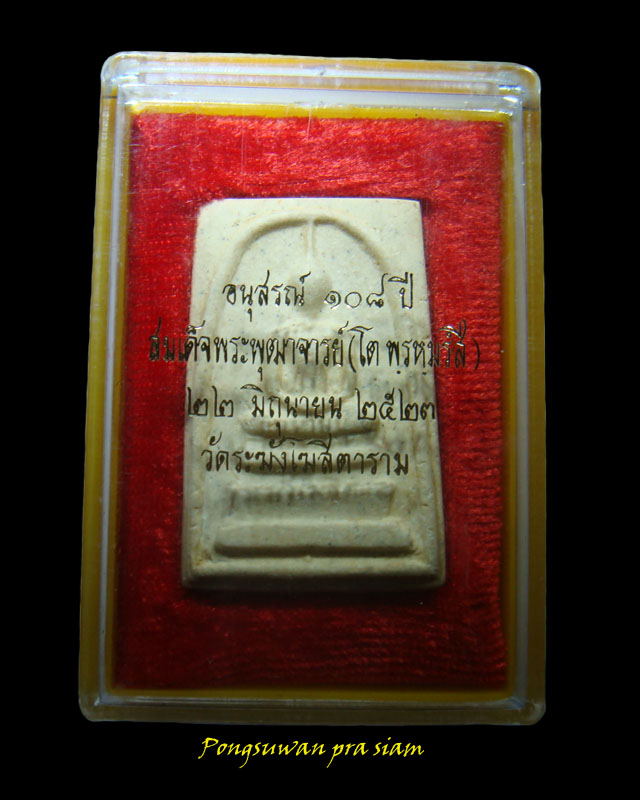 อนุสรณ์ ๑๐๘ ปี
สมเด็จพระพุฒาจารย์(โต พรหมรังสี)
๒๒ มิถุนายน ๒๕๒๓
วัดระฆังโฆสิตาราม
Pongsuwan pra siam